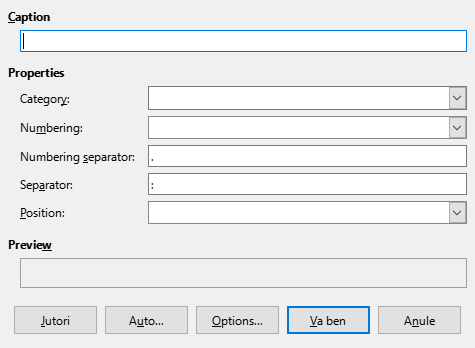 Caption
Properties
Category:
Numbering:
Numbering separator: .
Separator: :
Position:
Preview
Jutori Auto... Options... Va ben Anule